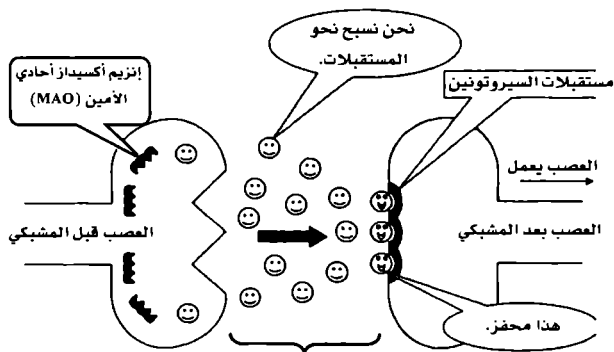 نحن نسبح نحو
المستقبلات.
إنزيم أكسيداز أحادي
الأمين (MAO)
مستقبلات السيروتونين
العصب يعمل
العصب قبل المشبكي
العصب بعد المشبكي
هذا محفز.